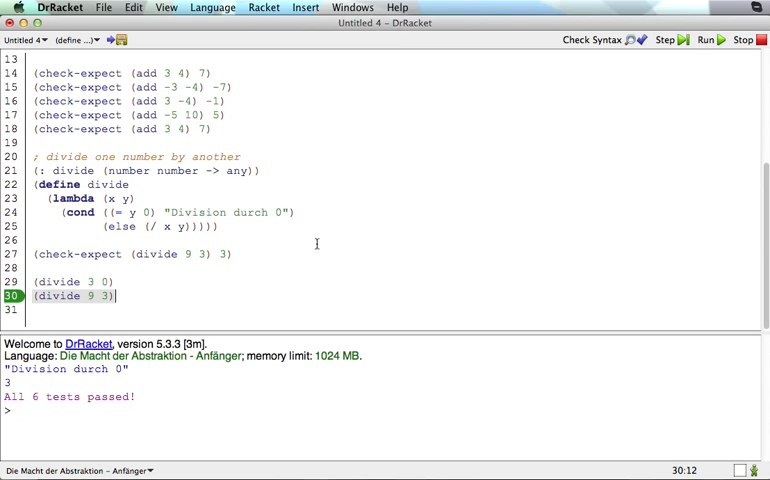 DrRacket File Edit View Language Racket Insert Windows Help
Untitled 4 - DrRacket
Untitled 4 (define ...) Check Syntax Step Run Stop
13
14 (check-expect (add 3 4) 7)
15 (check-expect (add -3 -4) -7)
16 (check-expect (add 3 -4) -1)
17 (check-expect (add -5 10) 5)
18 (check-expect (add 3 4) 7)
19
20 ; divide one number by another
21 (: divide (number number -> any))
22 (define divide
23 (lambda (x y)
24 (cond ((= y 0) "Division durch 0")
25 (else (/ x y)))))
26
27 (check-expect (divide 9 3) 3)
28
29 (divide 3 0)
30 (divide 9 3)
31
Welcome to DrRacket, version 5.3.3 [3m].
Language: Die Macht der Abstraktion - Anfänger; memory limit: 1024 MB.
"Division durch 0"
3
All 6 tests passed!
>
Die Macht der Abstraktion - Anfänger 30:12